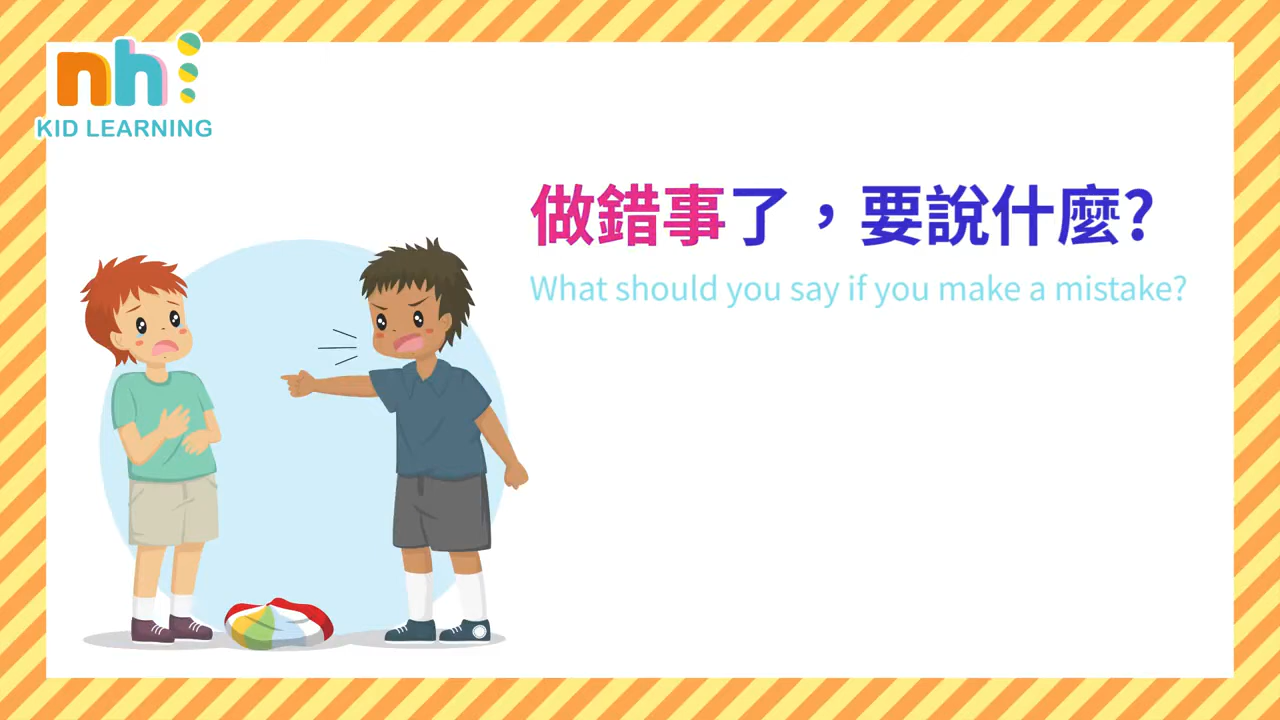 nh
KID LEARNING
做錯事了，要說什麼?
What should you say if you make a mistake?